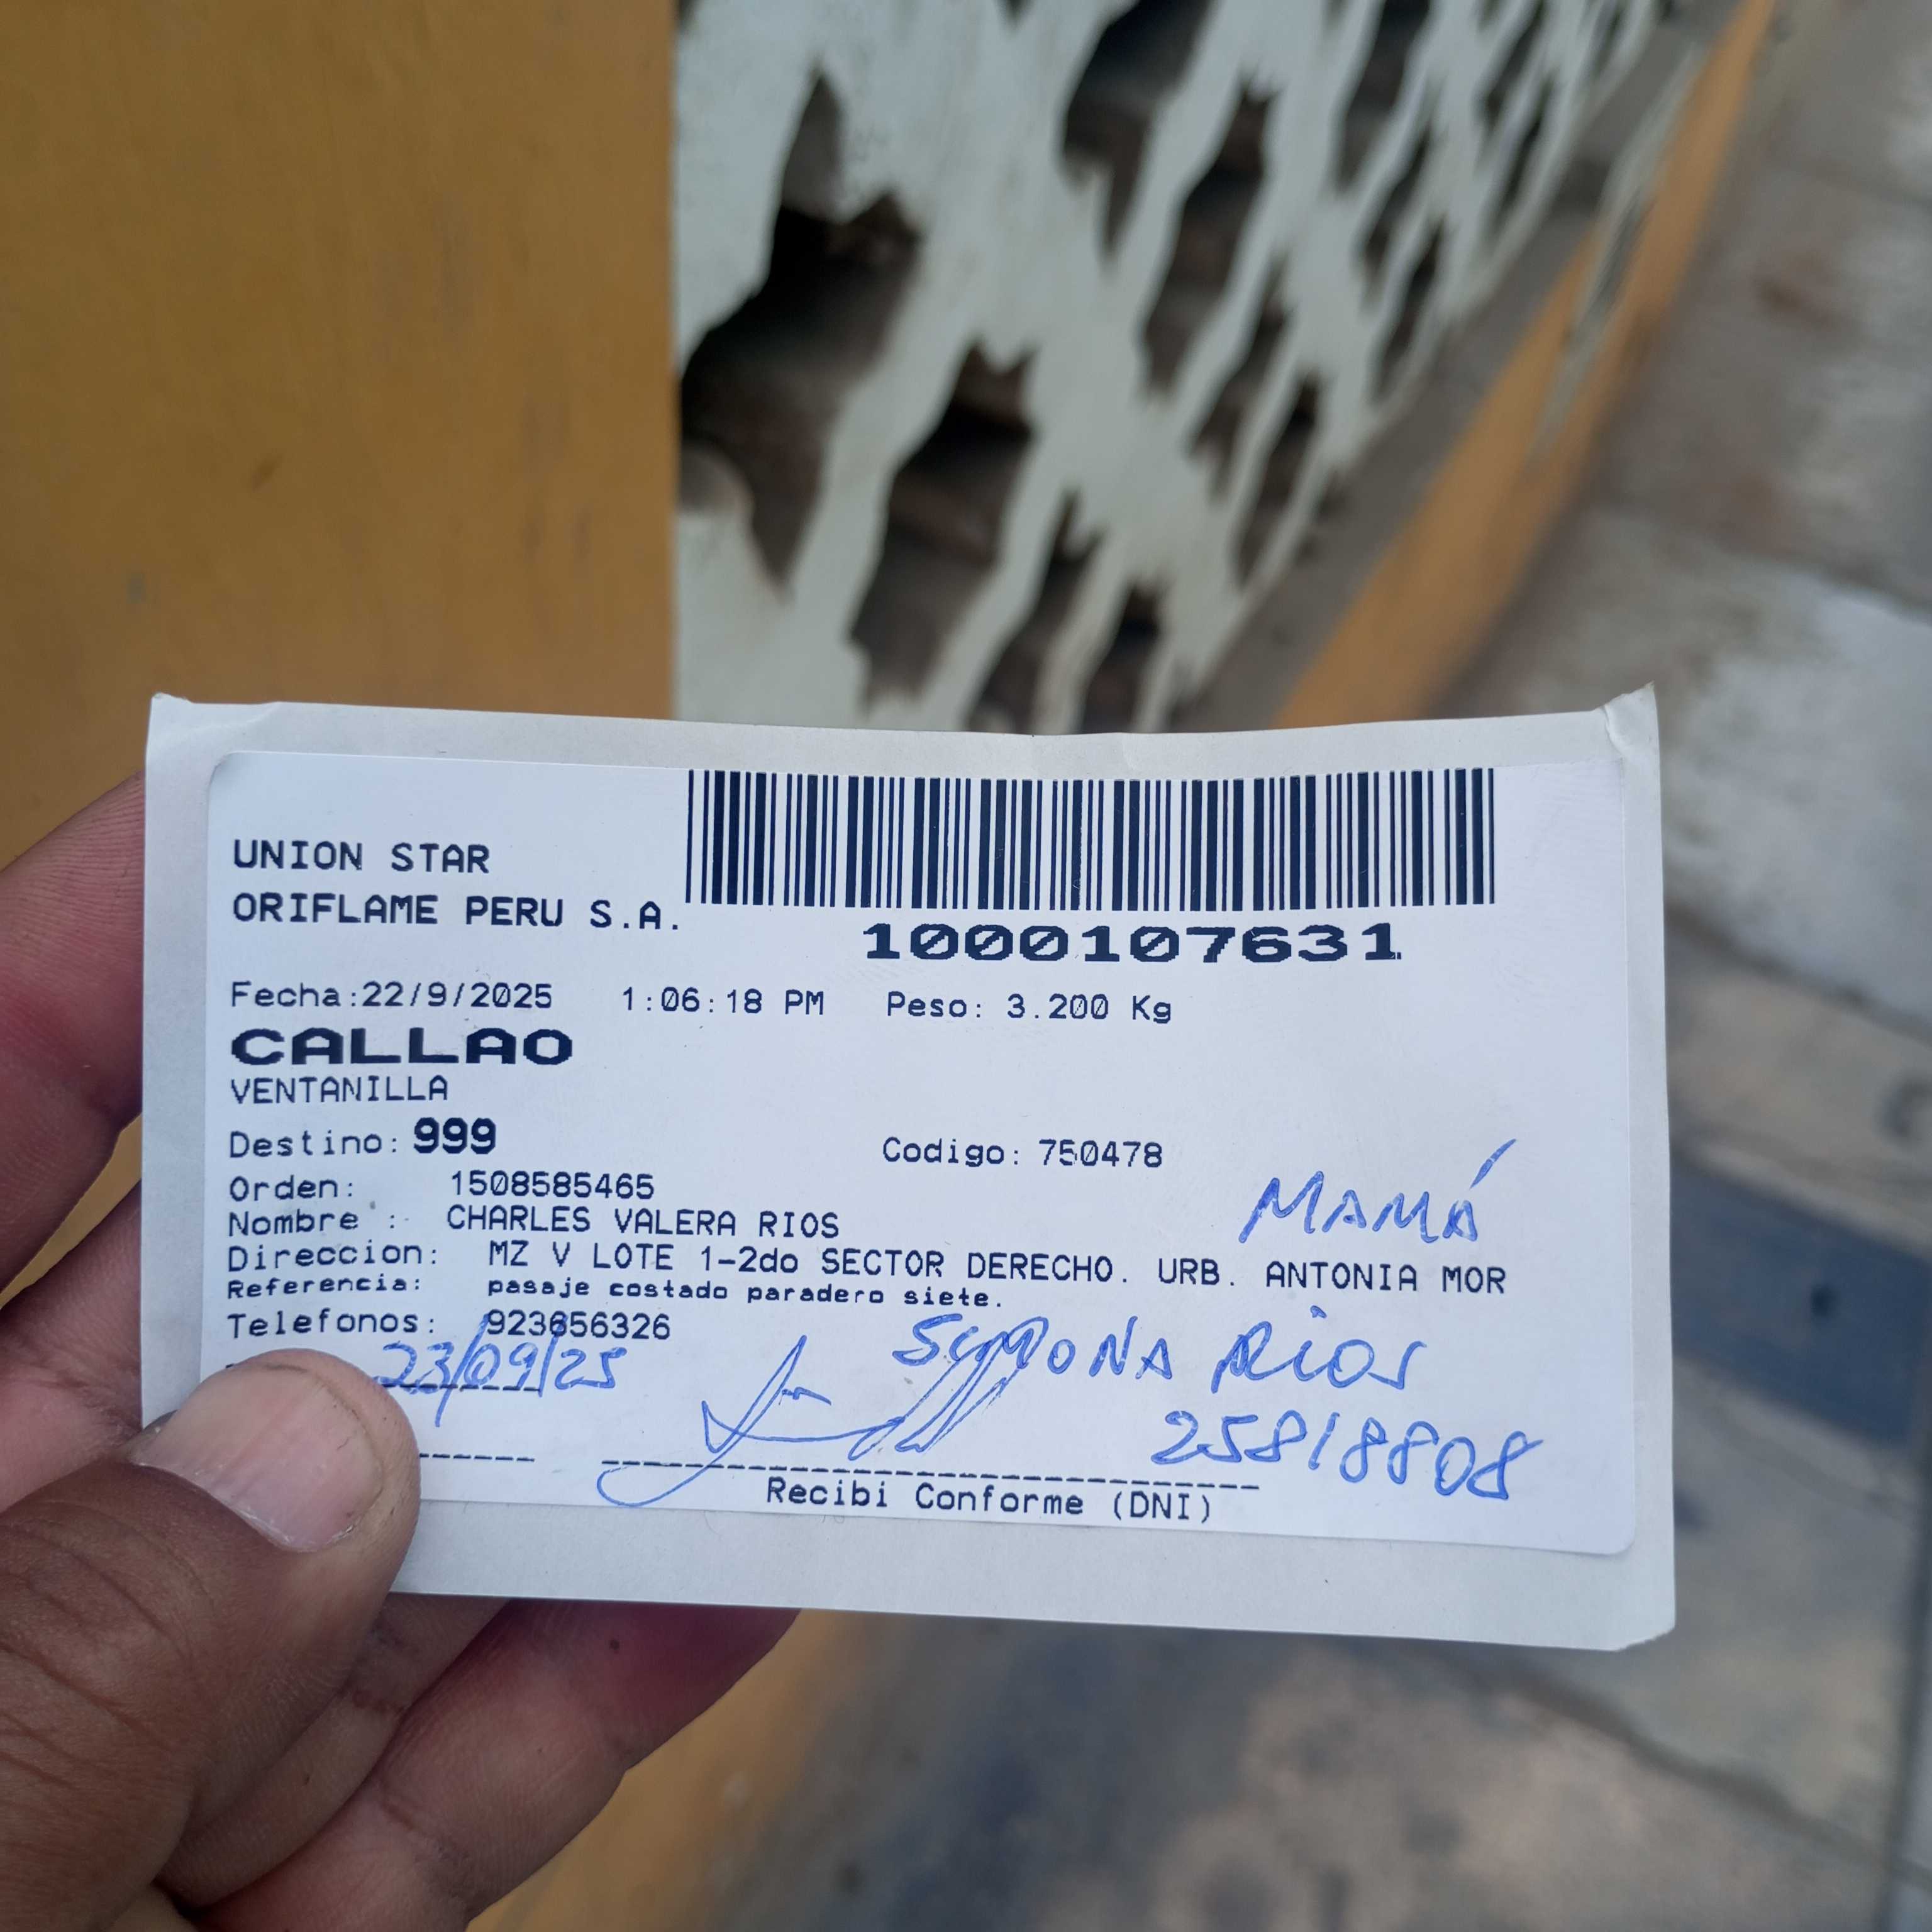 UNION STAR
ORIFLAME PERU S.A.
1000107631
Fecha:22/9/2025 1:06:18 PM Peso: 3.200 Kg
CALLAO
VENTANILLA
Destino: 999 Codigo: 750478
MAMÁ
Orden: 1508585465
Nombre : CHARLES VALERA RIOS
Direccion: MZ V LOTE 1-2do SECTOR DERECHO. URB. ANTONIA MOR
Referencia: pasaje costado paradero siete.
Telefonos: 923656326
23/09/25 SIMONA RIOS
25818808
Recibi Conforme (DNI)